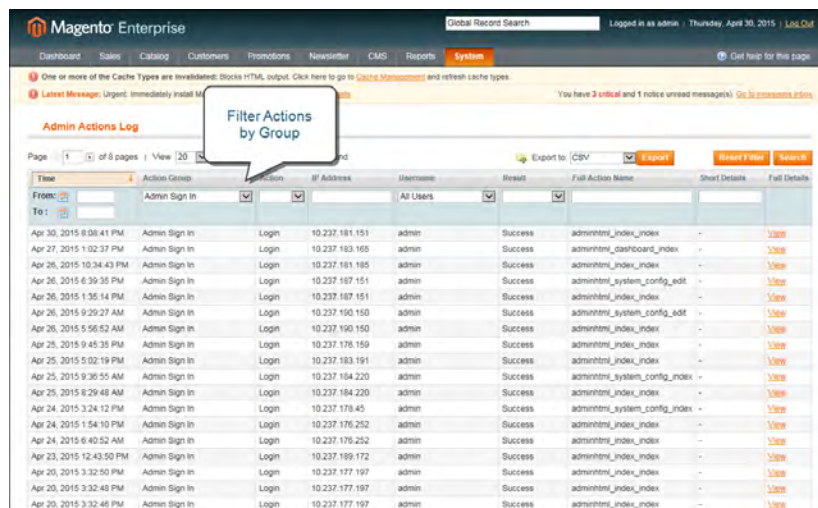 Magento Enterprise
Global Record Search
Logged in as admin | Thursday, April 30, 2015 | Log Out
Dashboard Sales Catalog Customers Promotions Newsletter CMS Reports System
Get help for this page
One or more of the Cache Types are invalidated: Blocks HTML output. Click here to go to Cache Management and refresh cache types.
Latest Message: Urgent: Immediately install
You have 3 critical and 1 notice unread message(s). Go to messages inbox
Filter Actions
by Group
Admin Actions Log
Page 1 of 8 pages | View 20
Export to: CSV Export Reset Filter Search
Time Action Group Action IP Address Username Result Full Action Name Short Details Full Details
From: Admin Sign In All Users
To:
Apr 30, 2015 8:08:41 PM Admin Sign In Login 10.237.181.151 admin Success adminhtml_index_index - View
Apr 27, 2015 1:02:37 PM Admin Sign In Login 10.237.183.165 admin Success adminhtml_dashboard_index - View
Apr 26, 2015 10:34:43 PM Admin Sign In Login 10.237.181.185 admin Success adminhtml_index_index - View
Apr 26, 2015 6:39:35 PM Admin Sign In Login 10.237.187.151 admin Success adminhtml_system_config_edit - View
Apr 26, 2015 1:35:14 PM Admin Sign In Login 10.237.187.151 admin Success adminhtml_index_index - View
Apr 26, 2015 9:29:27 AM Admin Sign In Login 10.237.190.150 admin Success adminhtml_system_config_edit - View
Apr 26, 2015 5:56:52 AM Admin Sign In Login 10.237.190.150 admin Success adminhtml_index_index - View
Apr 25, 2015 9:45:35 PM Admin Sign In Login 10.237.176.159 admin Success adminhtml_index_index - View
Apr 25, 2015 5:02:19 PM Admin Sign In Login 10.237.183.191 admin Success adminhtml_index_index - View
Apr 25, 2015 9:36:55 AM Admin Sign In Login 10.237.184.220 admin Success adminhtml_system_config_index - View
Apr 25, 2015 8:29:48 AM Admin Sign In Login 10.237.184.220 admin Success adminhtml_index_index - View
Apr 24, 2015 3:24:12 PM Admin Sign In Login 10.237.178.45 admin Success adminhtml_system_config_index - View
Apr 24, 2015 1:54:10 PM Admin Sign In Login 10.237.176.252 admin Success adminhtml_index_index - View
Apr 24, 2015 6:40:52 AM Admin Sign In Login 10.237.176.252 admin Success adminhtml_index_index - View
Apr 23, 2015 12:43:50 PM Admin Sign In Login 10.237.189.172 admin Success adminhtml_index_index - View
Apr 20, 2015 3:32:50 PM Admin Sign In Login 10.237.177.197 admin Success adminhtml_index_index - View
Apr 20, 2015 3:32:48 PM Admin Sign In Login 10.237.177.197 admin Success adminhtml_index_index - View
Apr 20, 2015 3:32:46 PM Admin Sign In Login 10.237.177.197 admin Success adminhtml_index_index - View